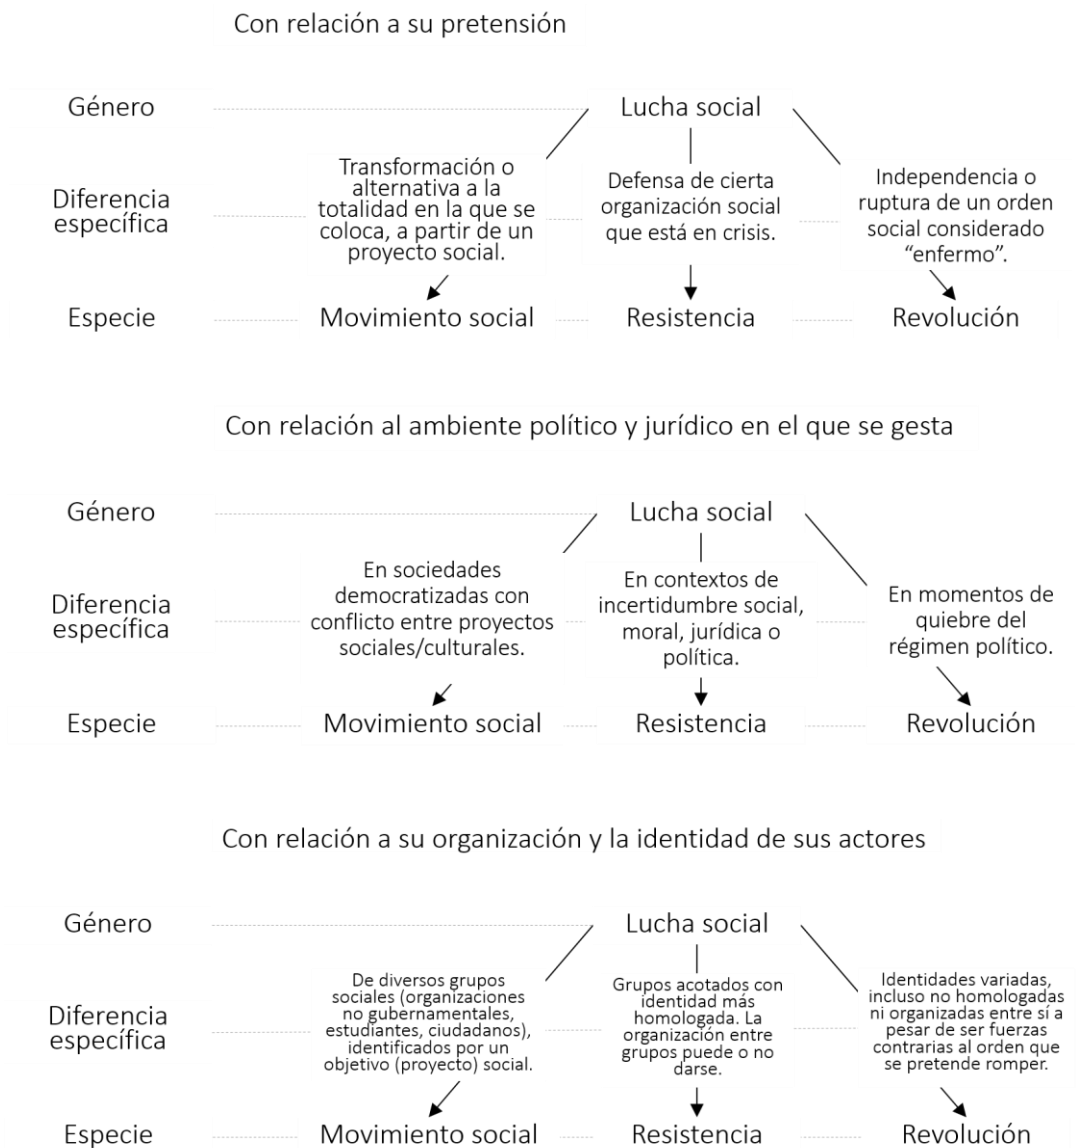 Con relación a su pretensión
Género
Lucha social
Diferencia
específica
Transformación o
alternativa a la
totalidad en la que se
coloca, a partir de un
proyecto social.
Defensa de cierta
organización social
que está en crisis.
Independencia o
ruptura de un orden
social considerado
“enfermo”.
Especie
Movimiento social
Resistencia
Revolución
Con relación al ambiente político y jurídico en el que se gesta
Género
Lucha social
Diferencia
específica
En sociedades
democratizadas con
conflicto entre proyectos
sociales/culturales.
En contextos de
incertidumbre social,
moral, jurídica o
política.
En momentos de
quiebre del
régimen político.
Especie
Movimiento social
Resistencia
Revolución
Con relación a su organización y la identidad de sus actores
Género
Lucha social
Diferencia
específica
De diversos grupos
sociales (organizaciones
no gubernamentales,
estudiantes, ciudadanos),
identificados por un
objetivo (proyecto) social.
Grupos acotados con
identidad más
homologada. La
organización entre
grupos puede o no
darse.
Identidades variadas,
incluso no homologadas
ni organizadas entre sí a
pesar de ser fuerzas
contrarias al orden que
se pretende romper.
Especie
Movimiento social
Resistencia
Revolución